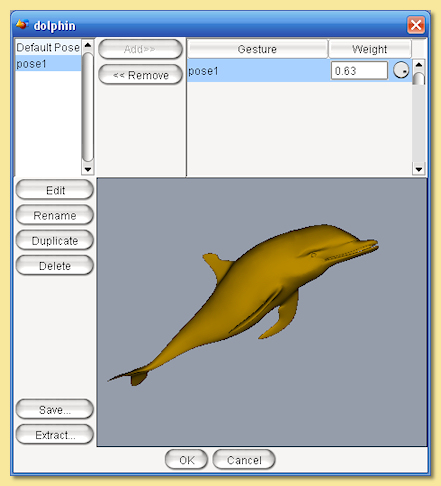 dolphin
Default Pose
pose1
Add>>
<< Remove
Gesture Weight
pose1 0.63
Edit
Rename
Duplicate
Delete
Save...
Extract...
OK Cancel